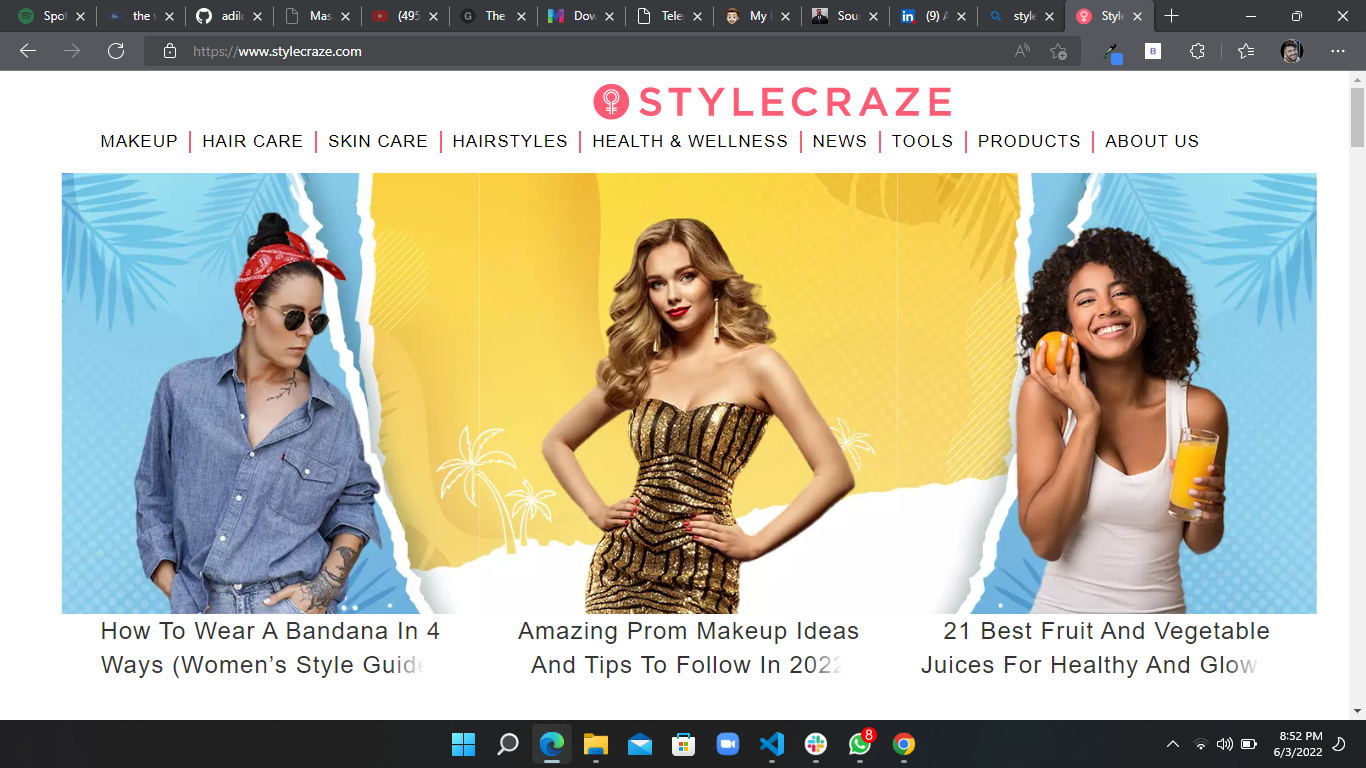 Spot
the v
adil
Mas
(495
The
Dow
Tele
My
Sou
(9) A
style
Style
https://www.stylecraze.com
B
STYLECRAZE
MAKEUP | HAIR CARE | SKIN CARE | HAIRSTYLES | HEALTH & WELLNESS | NEWS | TOOLS | PRODUCTS | ABOUT US
How To Wear A Bandana In 4
Ways (Women's Style Guide
Amazing Prom Makeup Ideas
And Tips To Follow In 2022
21 Best Fruit And Vegetable
Juices For Healthy And Glow
8
8:52 PM
6/3/2022